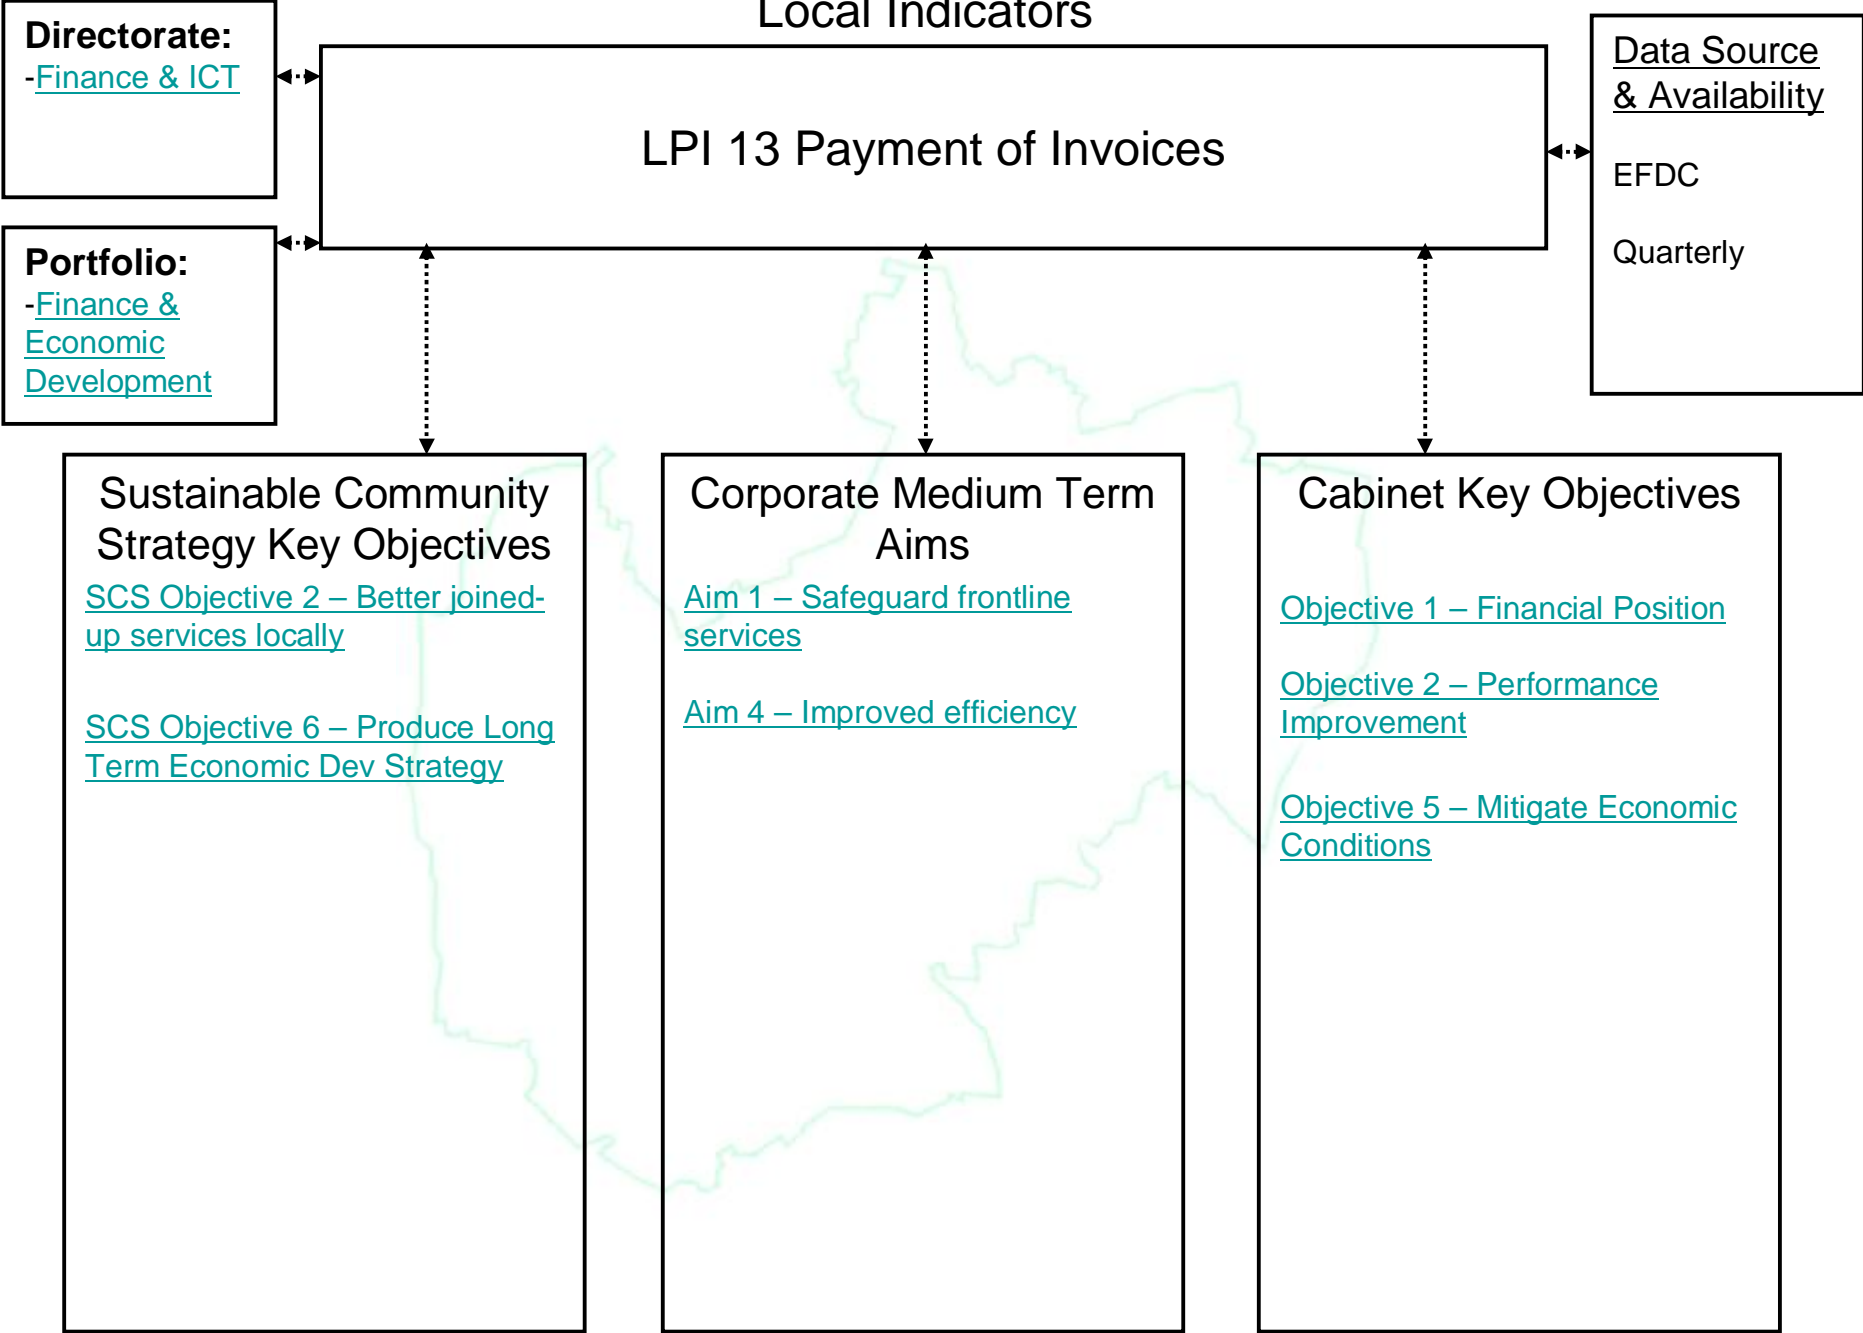 Local Indicators
Directorate:
-Finance & ICT
LPI 13 Payment of Invoices
Data Source
& Availability
EFDC
Quarterly
Portfolio:
-Finance &
Economic
Development
Sustainable Community
Strategy Key Objectives
SCS Objective 2 – Better joined-
up services locally
SCS Objective 6 – Produce Long
Term Economic Dev Strategy
Corporate Medium Term
Aims
Aim 1 – Safeguard frontline
services
Aim 4 – Improved efficiency
Cabinet Key Objectives
Objective 1 – Financial Position
Objective 2 – Performance
Improvement
Objective 5 – Mitigate Economic
Conditions